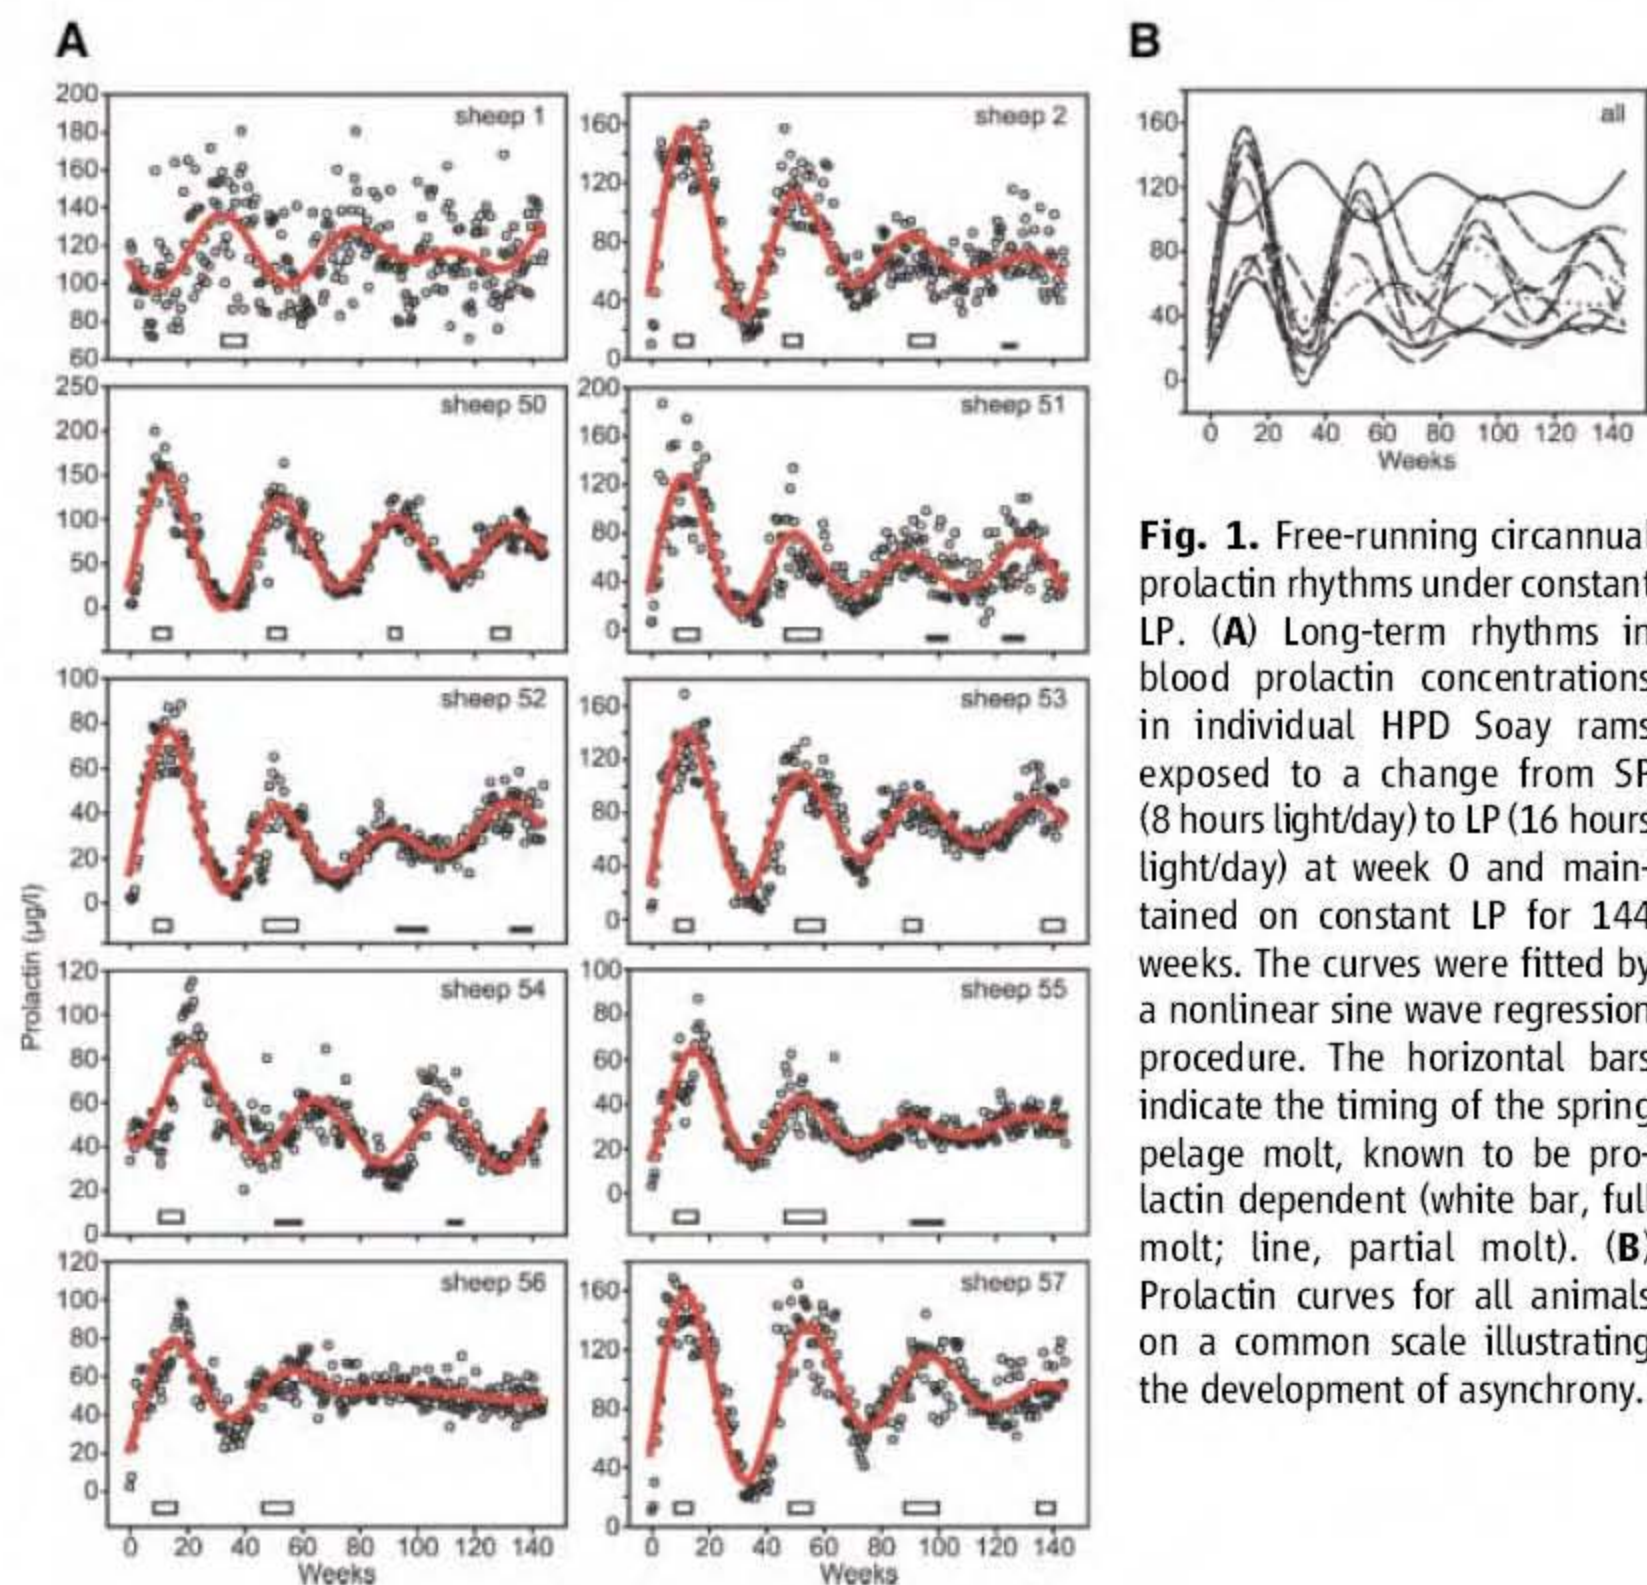 A
B
200
180
160
140
120
100
80
60
sheep 1
160
120
80
40
0
sheep 2
250
200
150
100
50
0
sheep 50
200
160
120
80
40
0
sheep 51
100
80
60
40
20
0
sheep 52
160
120
80
40
0
sheep 53
120
100
80
60
40
20
0
sheep 54
100
80
60
40
20
0
sheep 55
120
100
80
60
40
20
0
sheep 56
160
120
80
40
0
sheep 57
0 20 40 60 80 100 120 140
Weeks
0 20 40 60 80 100 120 140
Weeks
Prolactin (µg/l)
160
120
80
40
0
all
0 20 40 60 80 100 120 140
Weeks
Fig. 1. Free-running circannual
prolactin rhythms under constant
LP. (A) Long-term rhythms in
blood prolactin concentrations
in individual HPD Soay rams
exposed to a change from SP
(8 hours light/day) to LP (16 hours
light/day) at week 0 and main-
tained on constant LP for 144
weeks. The curves were fitted by
a nonlinear sine wave regression
procedure. The horizontal bars
indicate the timing of the spring
pelage molt, known to be pro-
lactin dependent (white bar, full
molt; line, partial molt). (B)
Prolactin curves for all animals
on a common scale illustrating
the development of asynchrony.